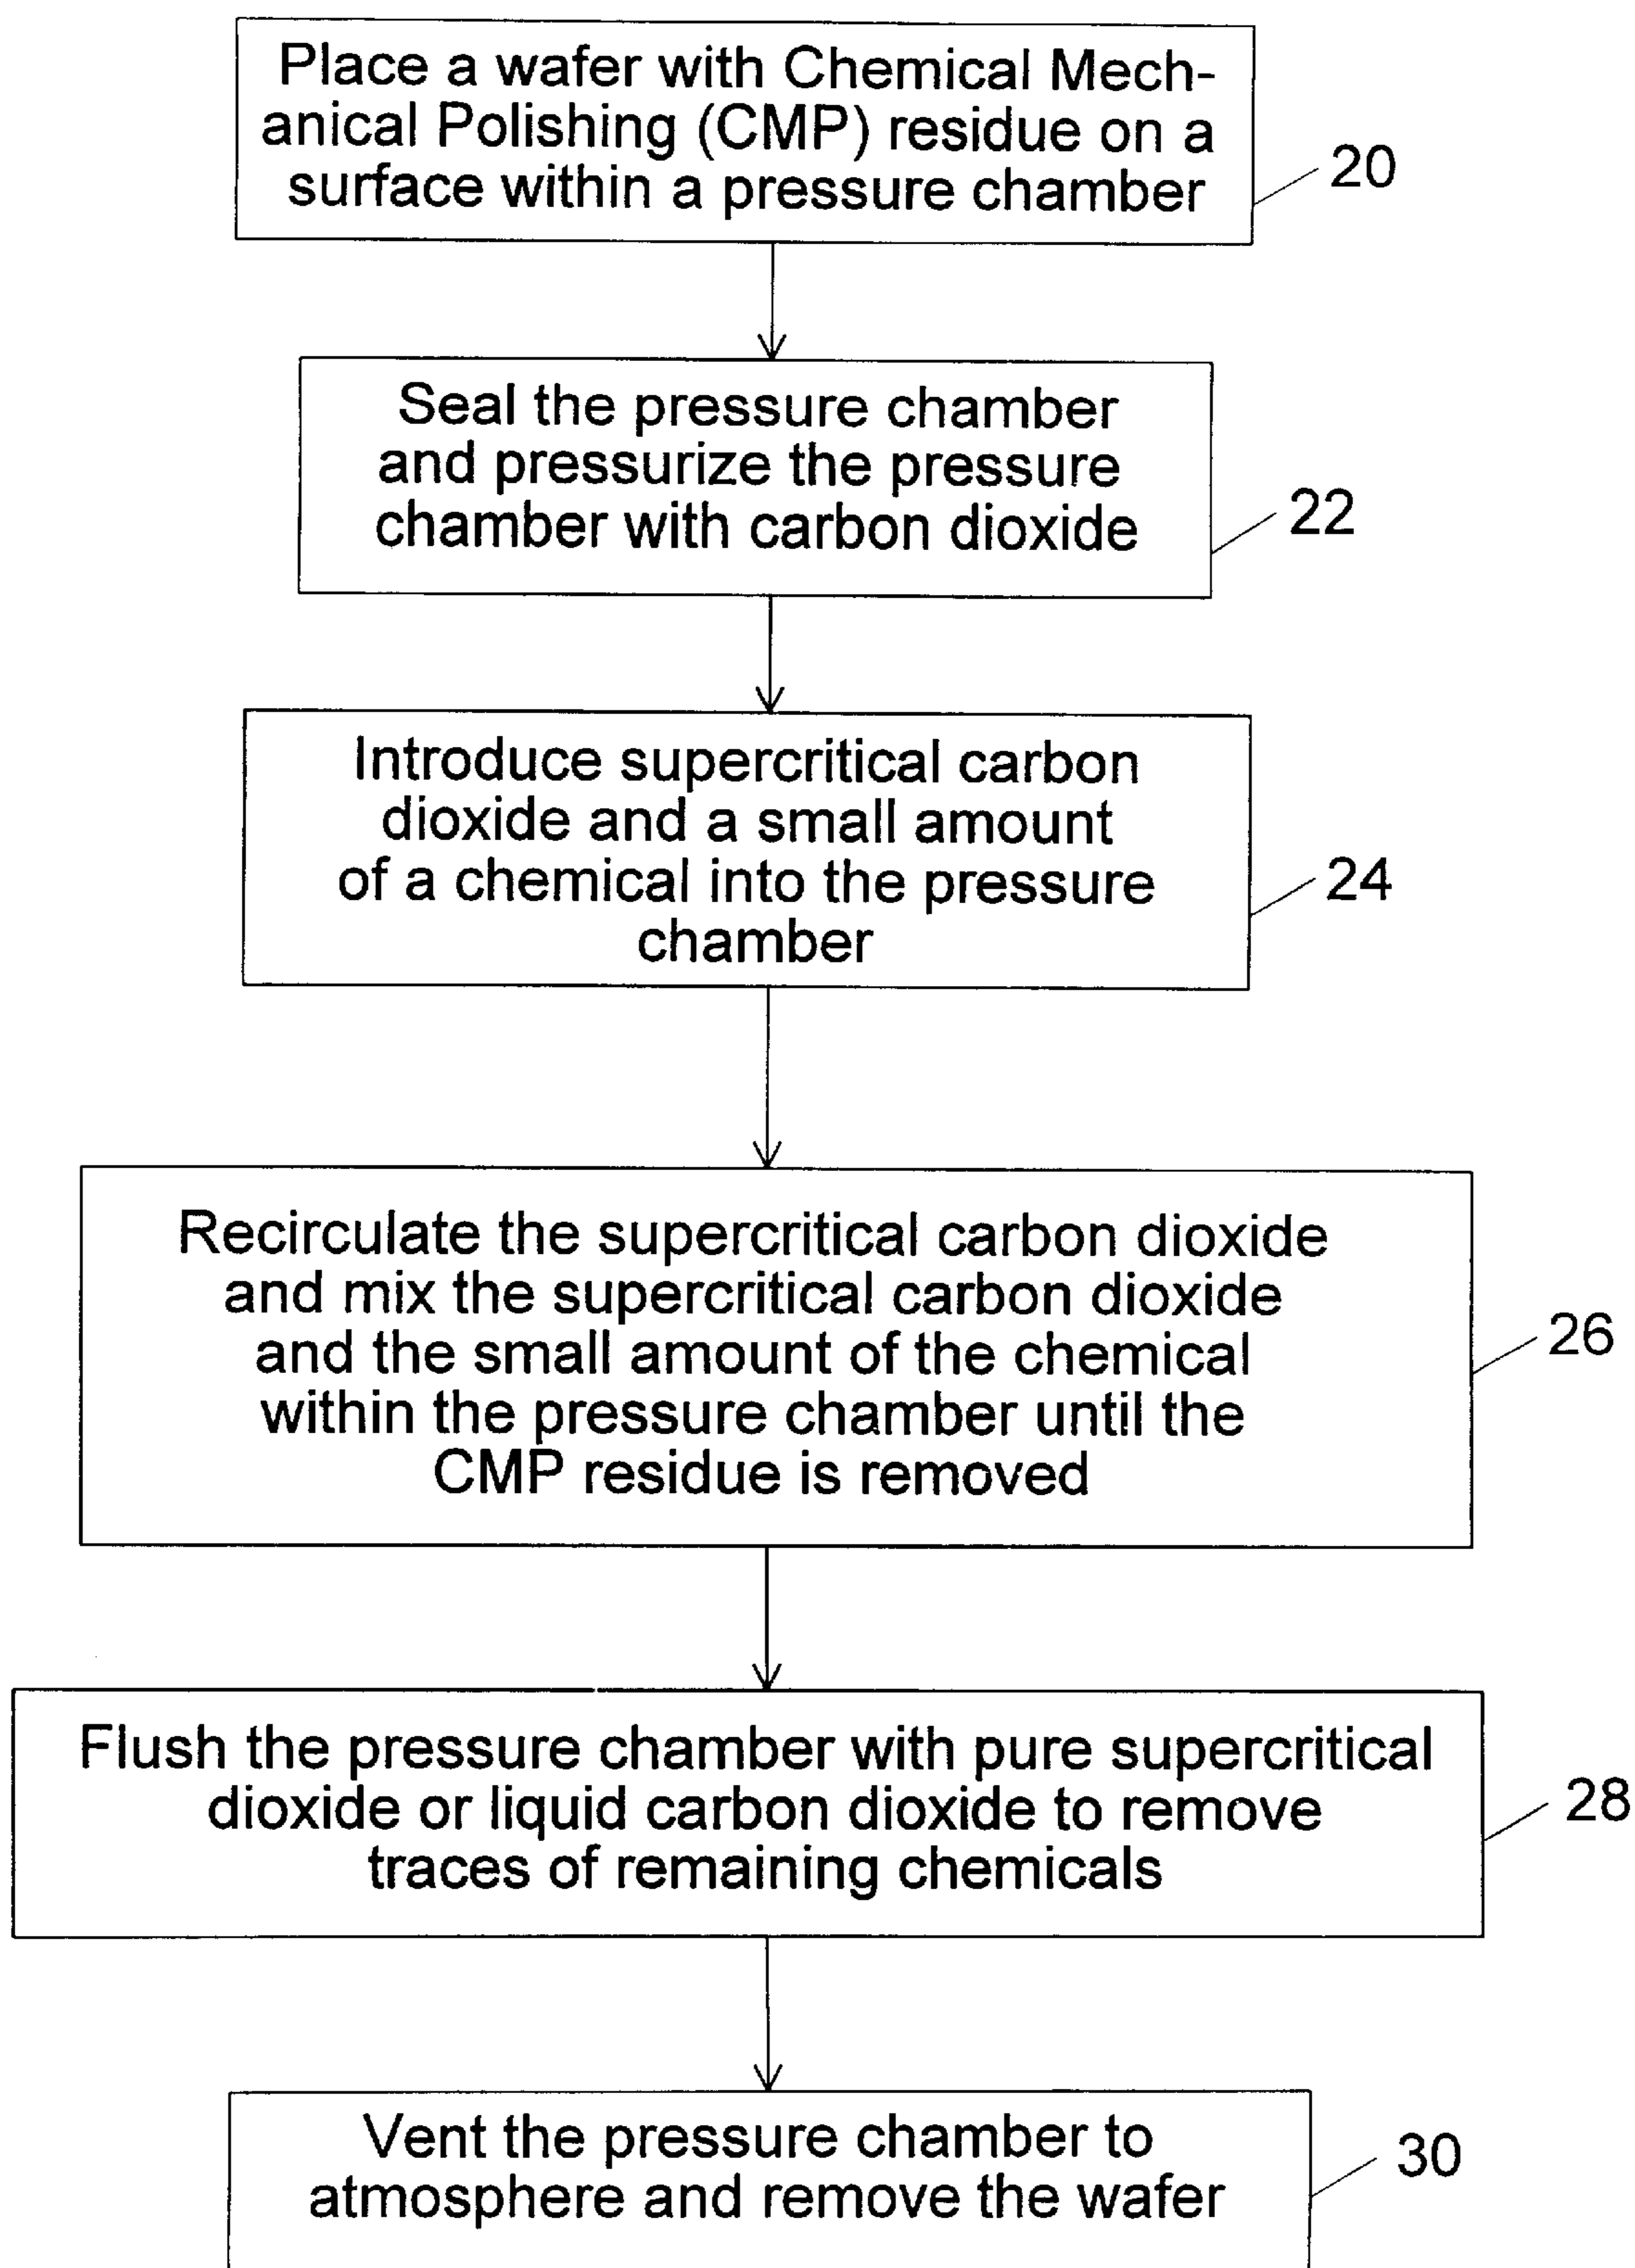 Place a wafer with Chemical Mech-
anical Polishing (CMP) residue on a
surface within a pressure chamber
20
Seal the pressure chamber
and pressurize the pressure
chamber with carbon dioxide
22
Introduce supercritical carbon
dioxide and a small amount
of a chemical into the pressure
chamber
24
Recirculate the supercritical carbon dioxide
and mix the supercritical carbon dioxide
and the small amount of the chemical
within the pressure chamber until the
CMP residue is removed
26
Flush the pressure chamber with pure supercritical
dioxide or liquid carbon dioxide to remove
traces of remaining chemicals
28
Vent the pressure chamber to
atmosphere and remove the wafer
30